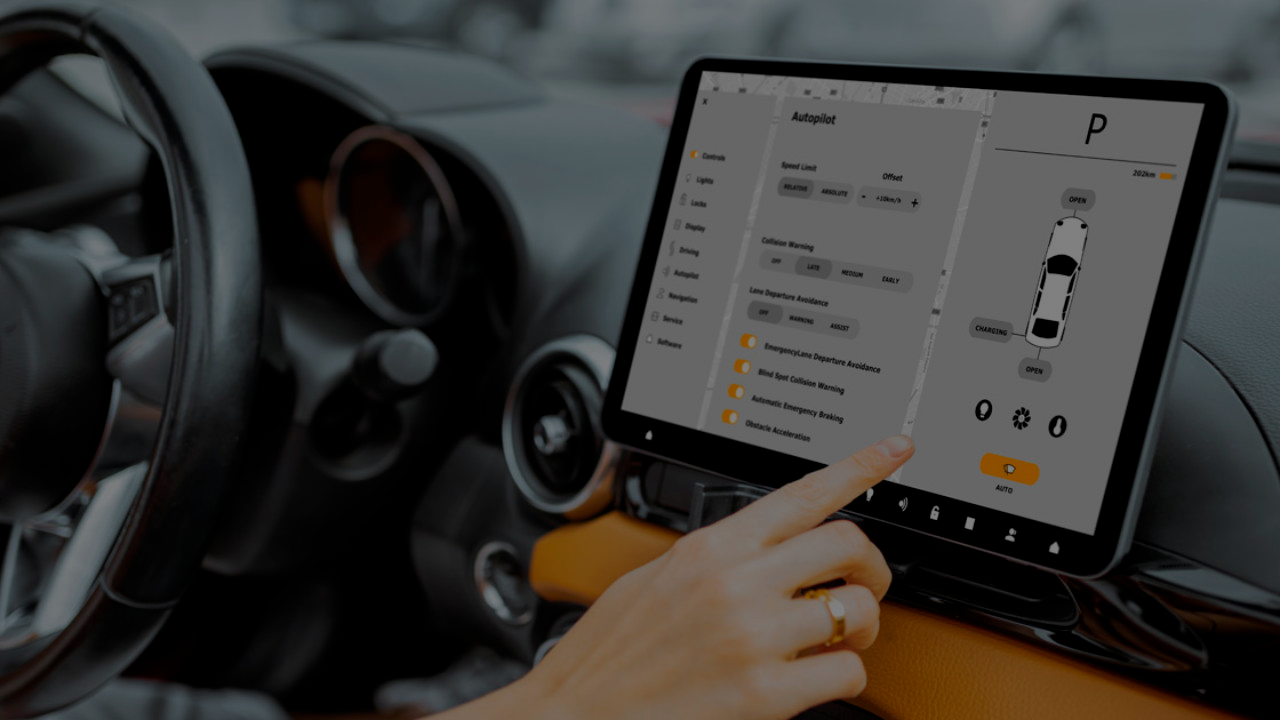 ×
Controls
Lights
Locks
Display
Driving
Autopilot
Navigation
Service
Software
Autopilot
Speed Limit
RELATIVE ABSOLUTE
Offset
- +10km/h +
Collision Warning
OFF LATE MEDIUM EARLY
Lane Departure Avoidance
OFF WARNING ASSIST
EmergencyLane Departure Avoidance
Blind Spot Collision Warning
Automatic Emergency Braking
Obstacle Acceleration
P
382km
OPEN
CHARGING
OPEN
AUTO